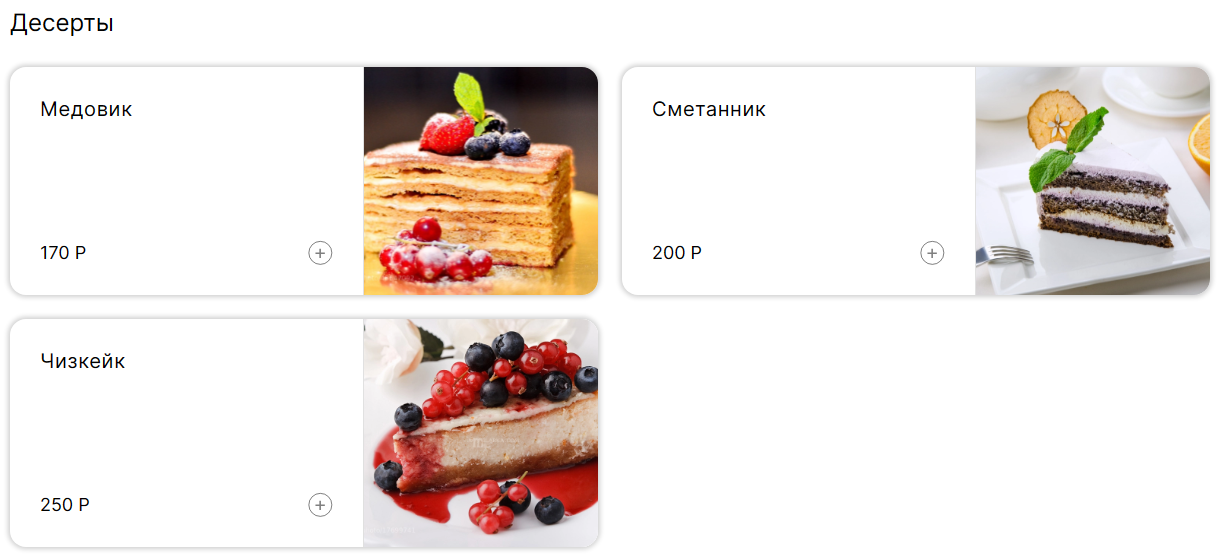 Десерты
Медовик
170 Р
Сметанник
200 Р
Чизкейк
250 Р